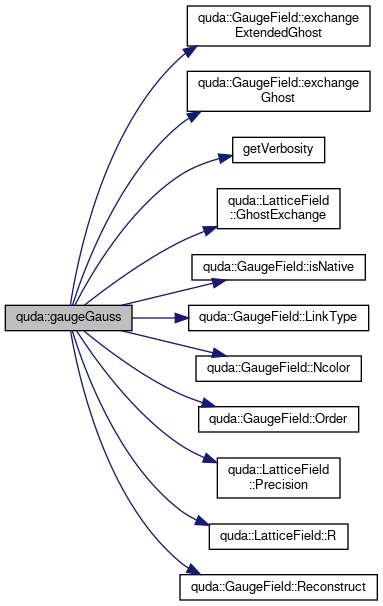 quda::GaugeField::exchange
ExtendedGhost
quda::GaugeField::exchange
Ghost
getVerbosity
quda::LatticeField
::GhostExchange
quda::GaugeField::isNative
quda::gaugeGauss
quda::GaugeField::LinkType
quda::GaugeField::Ncolor
quda::GaugeField::Order
quda::LatticeField
::Precision
quda::LatticeField::R
quda::GaugeField::Reconstruct